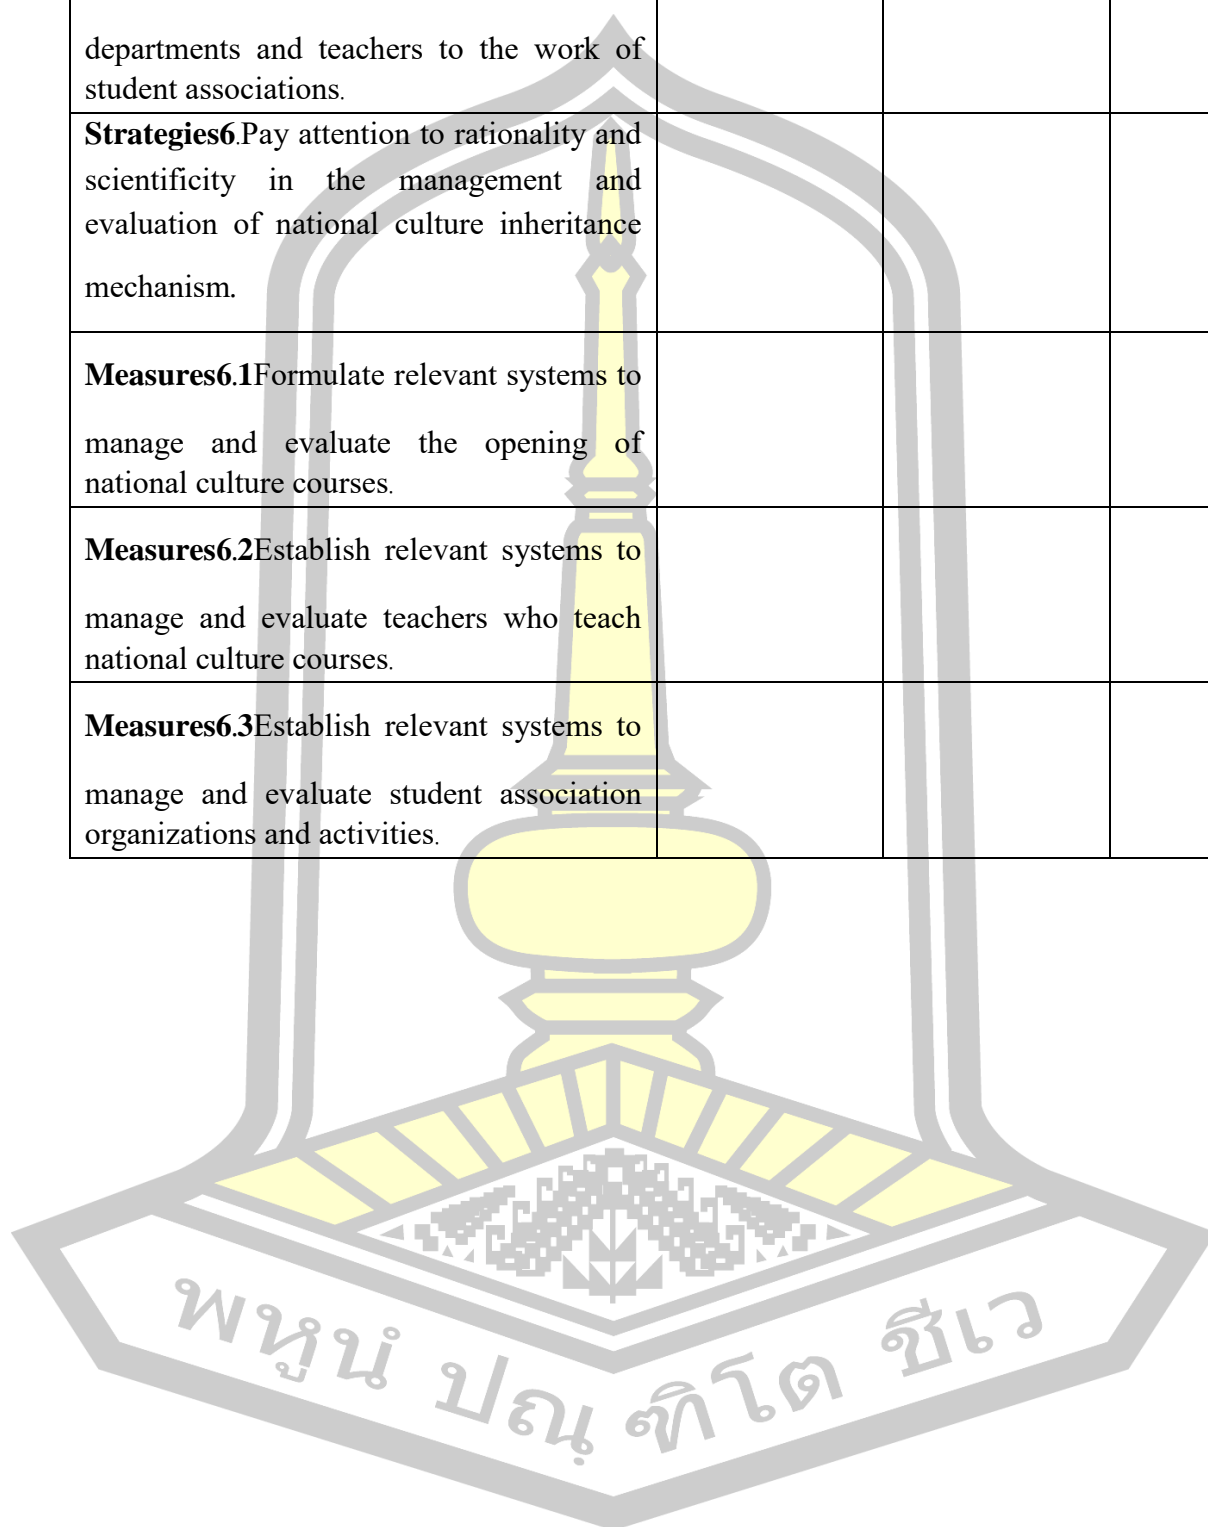 departments and teachers to the work of
student associations.
Strategies6.Pay attention to rationality and
scientificity in the management and
evaluation of national culture inheritance
mechanism.
Measures6.1Formulate relevant systems to
manage and evaluate the opening of
national culture courses.
Measures6.2Establish relevant systems to
manage and evaluate teachers who teach
national culture courses.
Measures6.3Establish relevant systems to
manage and evaluate student association
organizations and activities.
พหูนํ ปณฺฑิโต ชีเว